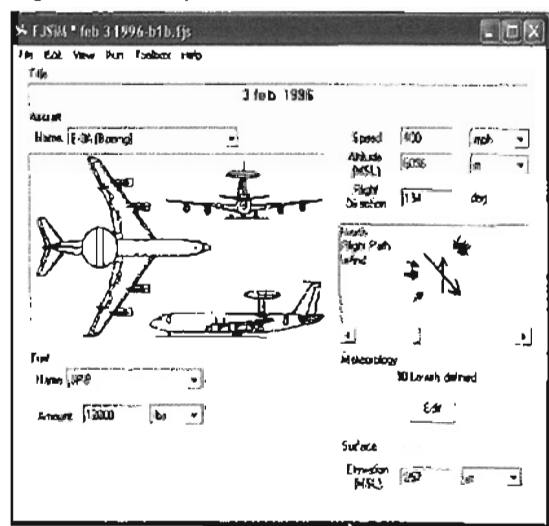 FJSIM * feb 3 1996-b1b.fjs
File Edit View Run Toolbox Help
Title
3 feb 1996
Aircraft
Name E-3A (Boeing)
Speed 400 mph
Altitude (MSL) 6096 m
Flight Direction 134 deg
North
Flight Path
Wind
Fuel
Name JP-8
Amount 12000 lbs
Meteorology
30 Levels defined
Edit
Surface
Elevation (MSL) m